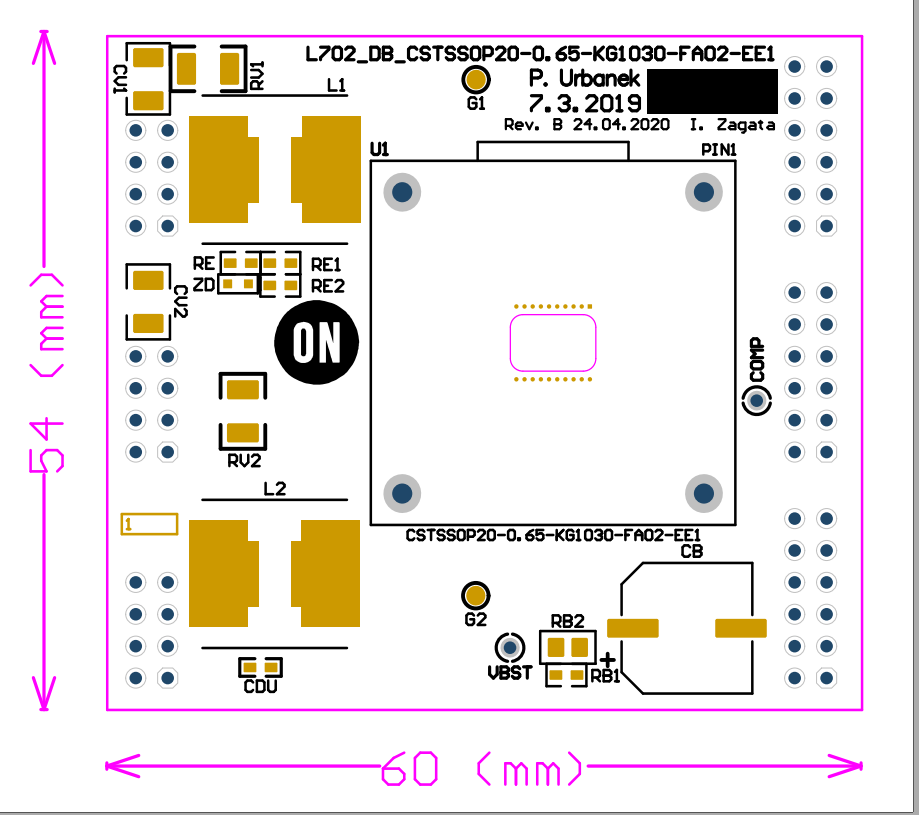 L702_DB_CSTSSOP20-0.65-KG1030-FA02-EE1
P. Urbanek
7.3.2019
Rev. B 24.04.2020 I. Zagata
CV1
RV1
L1
G1
U1
PIN1
RE
RE1
ZD
RE2
CV2
ON
COMP
54 (mm)
RV2
L2
1
CSTSSOP20-0.65-KG1030-FA02-EE1
CB
G2
RB2
VBST
+
RB1
CDU
60 (mm)